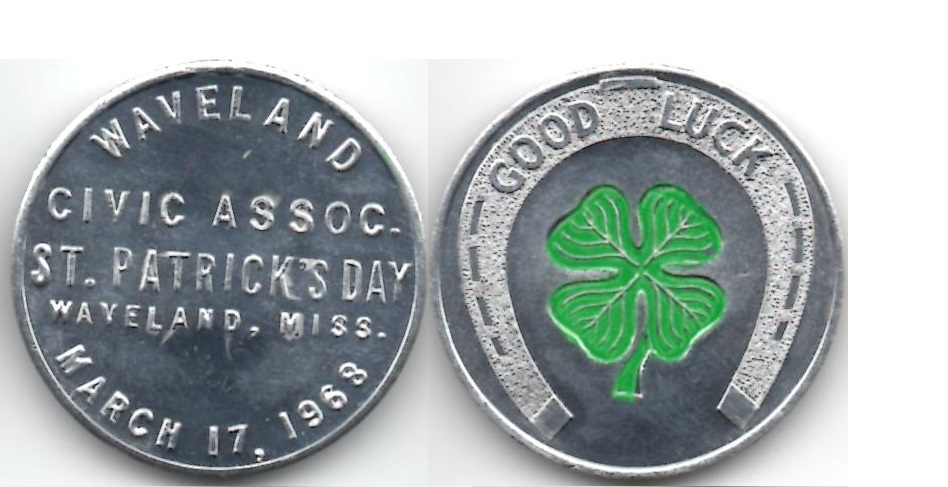 WAVELAND
CIVIC ASSOC.
ST. PATRICK'S DAY
WAVELAND, MISS.
MARCH 17, 1968
GOOD LUCK